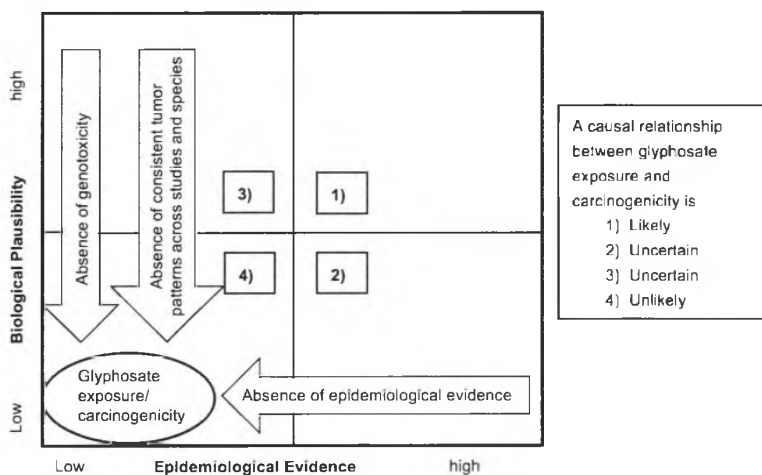 high
Biological Plausibility
Low
Absence of genotoxicity
Absence of consistent tumor
patterns across studies and species
3)
1)
4)
2)
Glyphosate
exposure/
carcinogenicity
Absence of epidemiological evidence
Low
Epidemiological Evidence
high
A causal relationship
between glyphosate
exposure and
carcinogenicity is
1) Likely
2) Uncertain
3) Uncertain
4) Unlikely